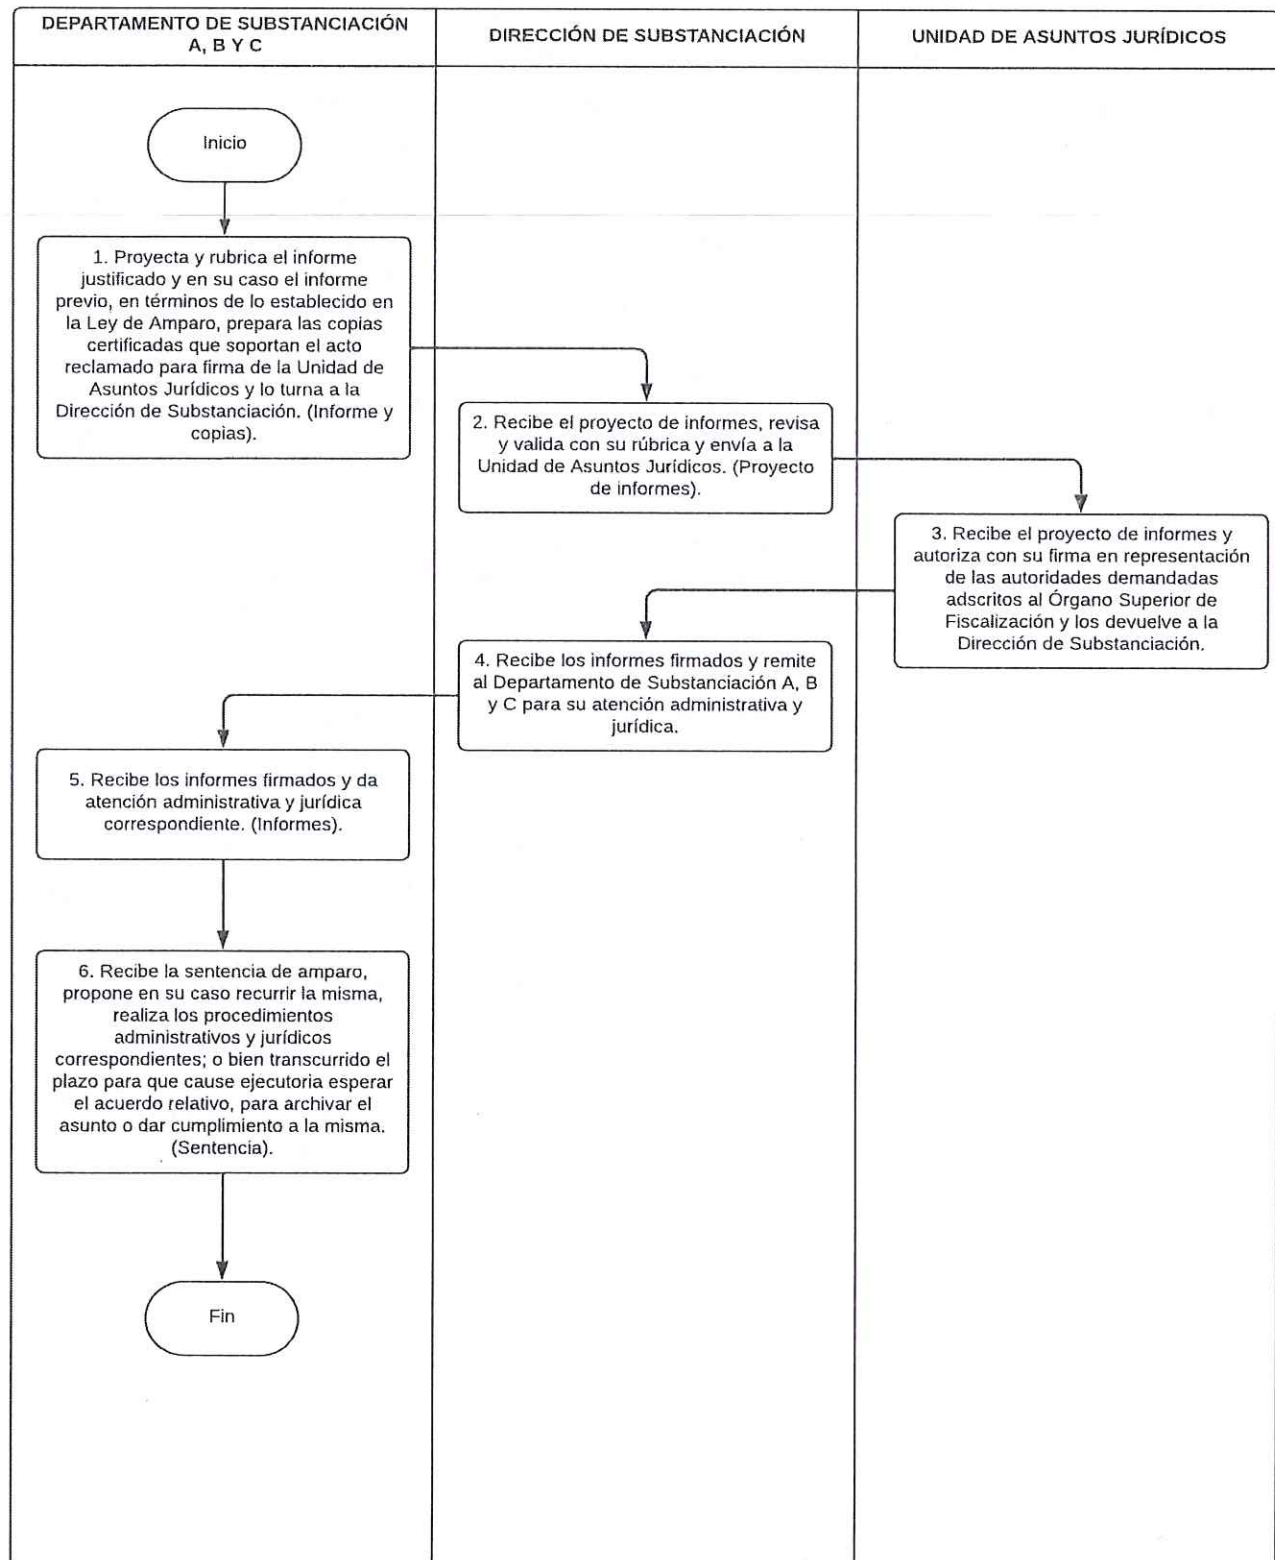 DEPARTAMENTO DE SUBSTANCIACIÓN
A, B Y C
DIRECCIÓN DE SUBSTANCIACIÓN
UNIDAD DE ASUNTOS JURÍDICOS
Inicio
1. Proyecta y rubrica el informe
justificado y en su caso el informe
previo, en términos de lo establecido en
la Ley de Amparo, prepara las copias
certificadas que soportan el acto
reclamado para firma de la Unidad de
Asuntos Jurídicos y lo turna a la
Dirección de Substanciación. (Informe y
copias).
2. Recibe el proyecto de informes, revisa
y valida con su rúbrica y envía a la
Unidad de Asuntos Jurídicos. (Proyecto
de informes).
3. Recibe el proyecto de informes y
autoriza con su firma en representación
de las autoridades demandadas
adscritos al Órgano Superior de
Fiscalización y los devuelve a la
Dirección de Substanciación.
4. Recibe los informes firmados y remite
al Departamento de Substanciación A, B
y C para su atención administrativa y
jurídica.
5. Recibe los informes firmados y da
atención administrativa y jurídica
correspondiente. (Informes).
6. Recibe la sentencia de amparo,
propone en su caso recurrir la misma,
realiza los procedimientos
administrativos y jurídicos
correspondientes; o bien transcurrido el
plazo para que cause ejecutoria esperar
el acuerdo relativo, para archivar el
asunto o dar cumplimiento a la misma.
(Sentencia).
Fin